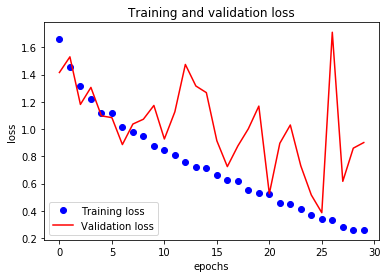 Training and validation loss
1.6
1.4
1.2
1.0
0.8
0.6
0.4
0.2
loss
Training loss
Validation loss
0 5 10 15 20 25 30
epochs